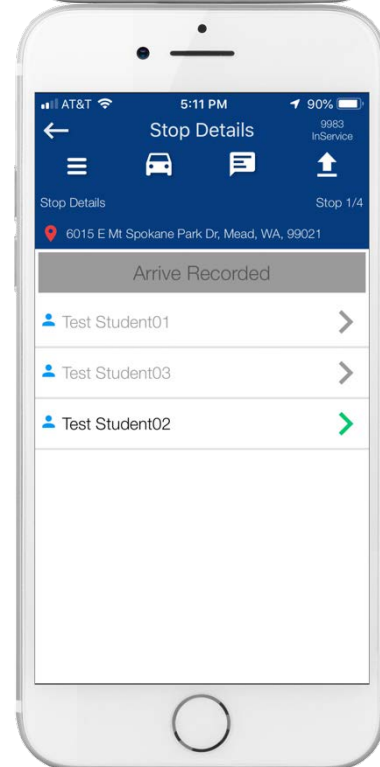 AT&T
5:11 PM
90%
Stop Details
9983
InService
Stop Details
Stop 1/4
6015 E Mt Spokane Park Dr, Mead, WA, 99021
Arrive Recorded
Test Student01
Test Student03
Test Student02